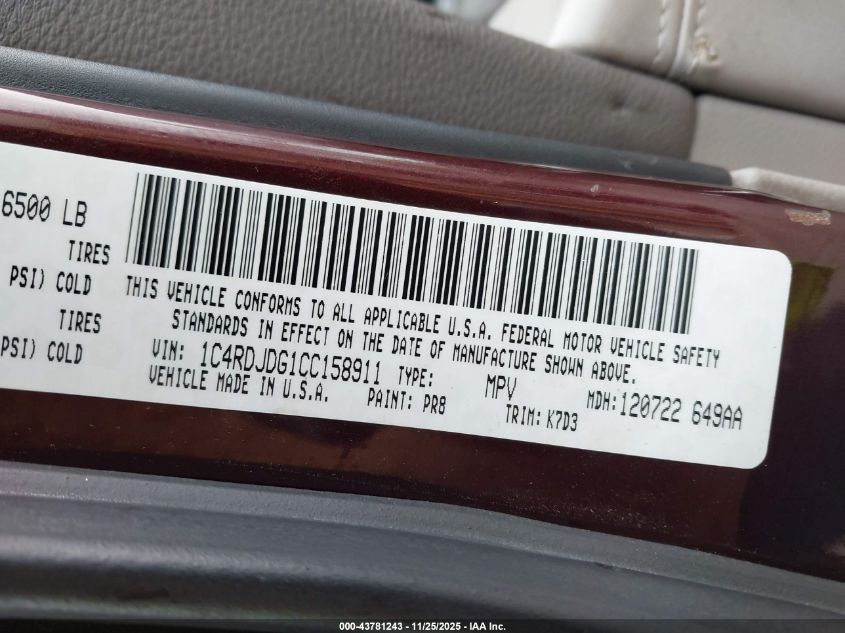 6500 LB
TIRES
PSI) COLD
TIRES
PSI) COLD
THIS VEHICLE CONFORMS TO ALL APPLICABLE U.S.A. FEDERAL MOTOR VEHICLE SAFETY
STANDARDS IN EFFECT ON THE DATE OF MANUFACTURE SHOWN ABOVE.
VIN: 1C4RDJDG1CC158911 TYPE: MPV MDH: 120722 649AA
VEHICLE MADE IN U.S.A. PAINT: PR8 TRIM: K7D3
000-43781243 - 11/25/2025 - IAA Inc.